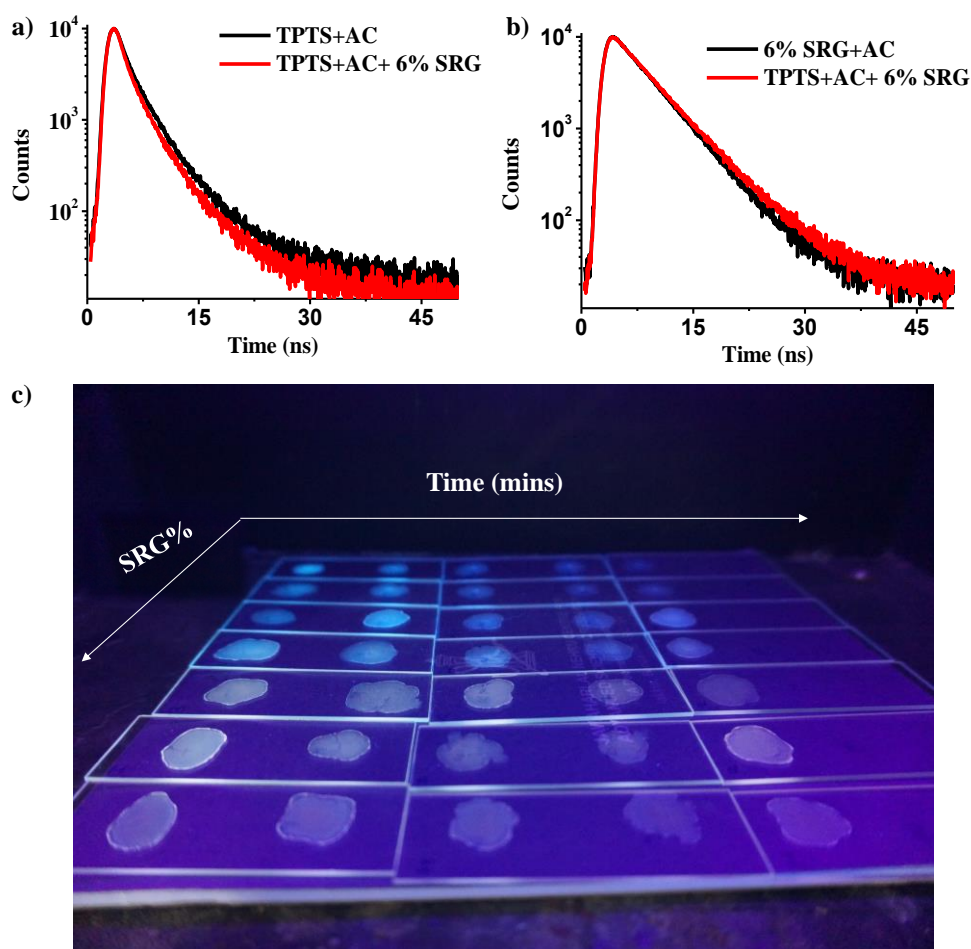 a)
TPTS+AC
TPTS+AC+ 6% SRG
10^4
10^3
10^2
Counts
0 15 30 45
Time (ns)
b)
6% SRG+AC
TPTS+AC+ 6% SRG
10^4
10^3
10^2
Counts
0 15 30 45
Time (ns)
c)
Time (mins)
SRG%